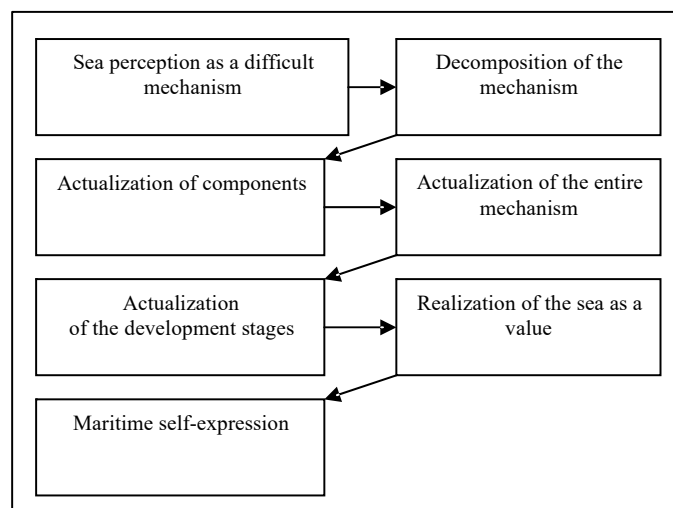 Sea perception as a difficult
mechanism
Decomposition of the
mechanism
Actualization of components
Actualization of the entire
mechanism
Actualization
of the development stages
Realization of the sea as a
value
Maritime self-expression